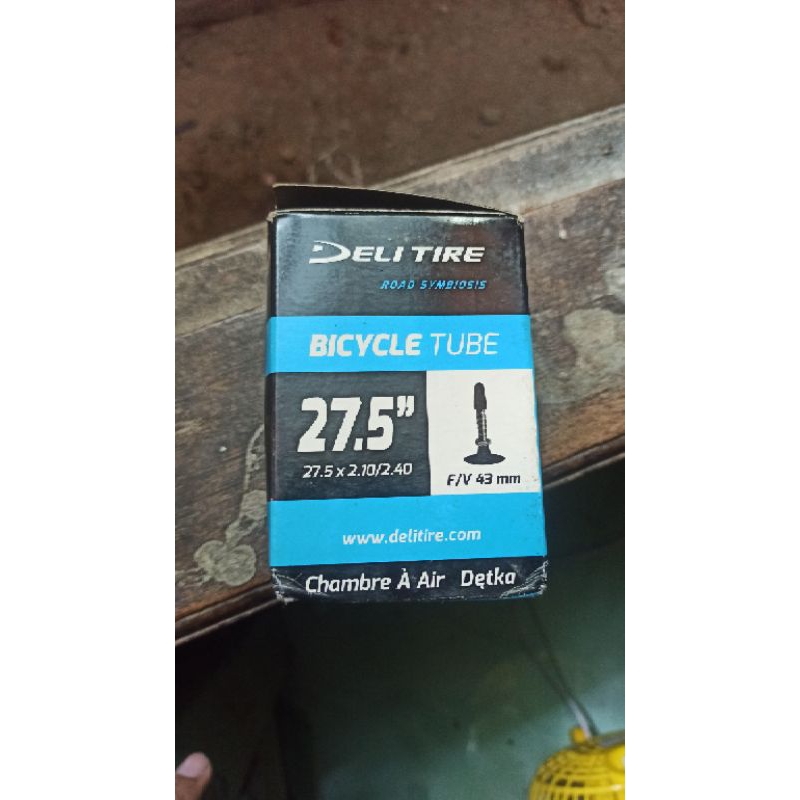 DELI TIRE
ROAD SYMBIOSIS
BICYCLE TUBE
27.5”
27.5 x 2.10/2.40
F/V 43 mm
www.delitire.com
Chambre À Air Dętka